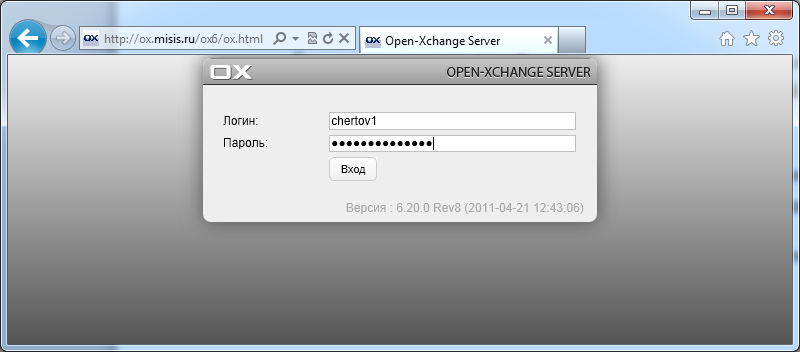 http://ox.misis.ru/ox6/ox.html
OX Open-Xchange Server
OX OPEN-XCHANGE SERVER
Логин: chertov1
Пароль: ●●●●●●●●●●●●●●
Вход
Версия : 6.20.0 Rev8 (2011-04-21 12:43:06)